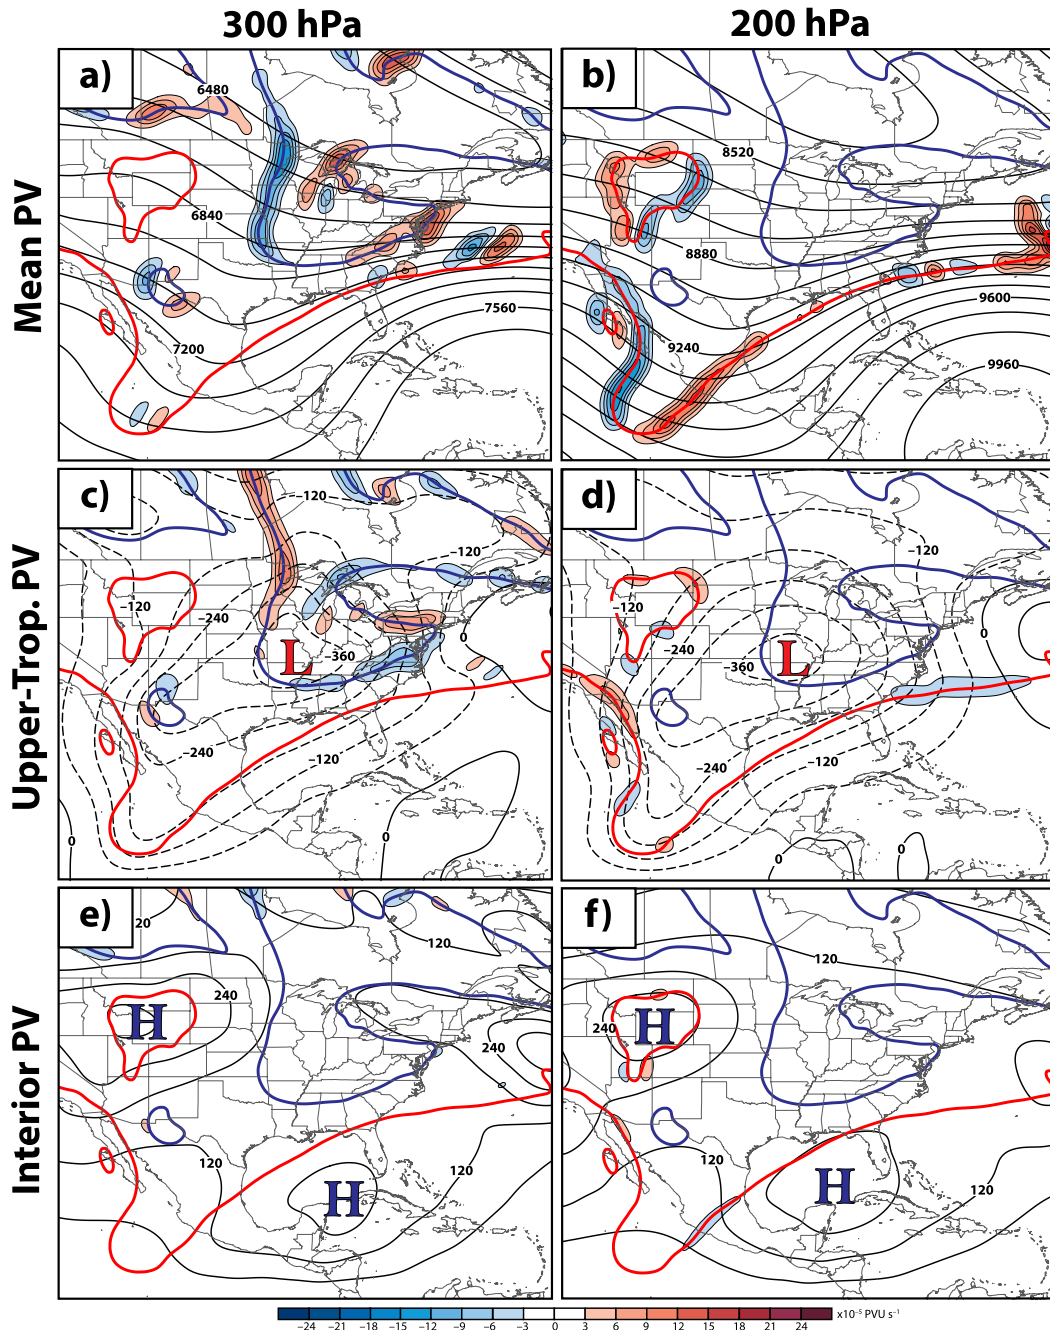 300 hPa 200 hPa
Mean PV
a) 6480 6840 7200 7560
b) 8520 8880 9240 9600 9960
Upper-Trop. PV
c) −120 −120 −120 −240 −360 L 0 −240 −120 0 0
d) −120 −120 −240 −360 L 0 −240 −120 0 0
Interior PV
e) 20 120 240 H 240 120 H 120
f) 120 240 H 120 H 120
−24 −21 −18 −15 −12 −9 −6 −3 0 3 6 9 12 15 18 21 24 x10⁻⁵ PVU s⁻¹